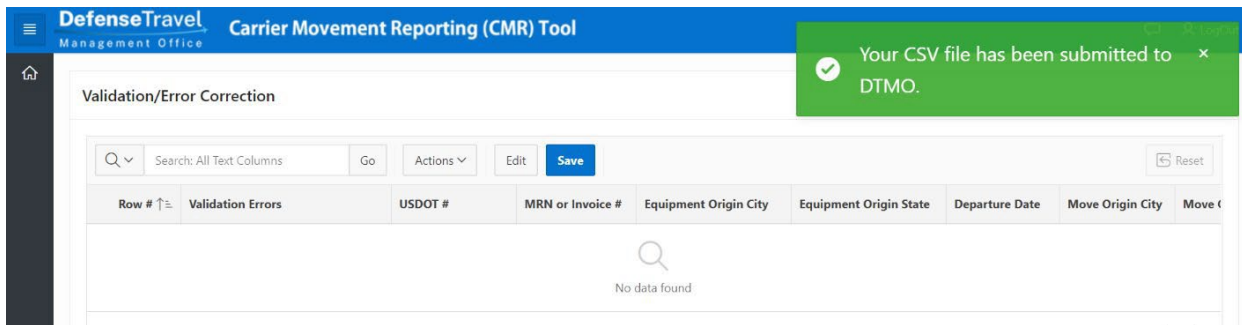 DefenseTravel
Management Office
Carrier Movement Reporting (CMR) Tool
Your CSV file has been submitted to
DTMO.
Validation/Error Correction
Search: All Text Columns
Go
Actions
Edit
Save
Reset
Row # Validation Errors USDOT # MRN or Invoice # Equipment Origin City Equipment Origin State Departure Date Move Origin City Move
No data found